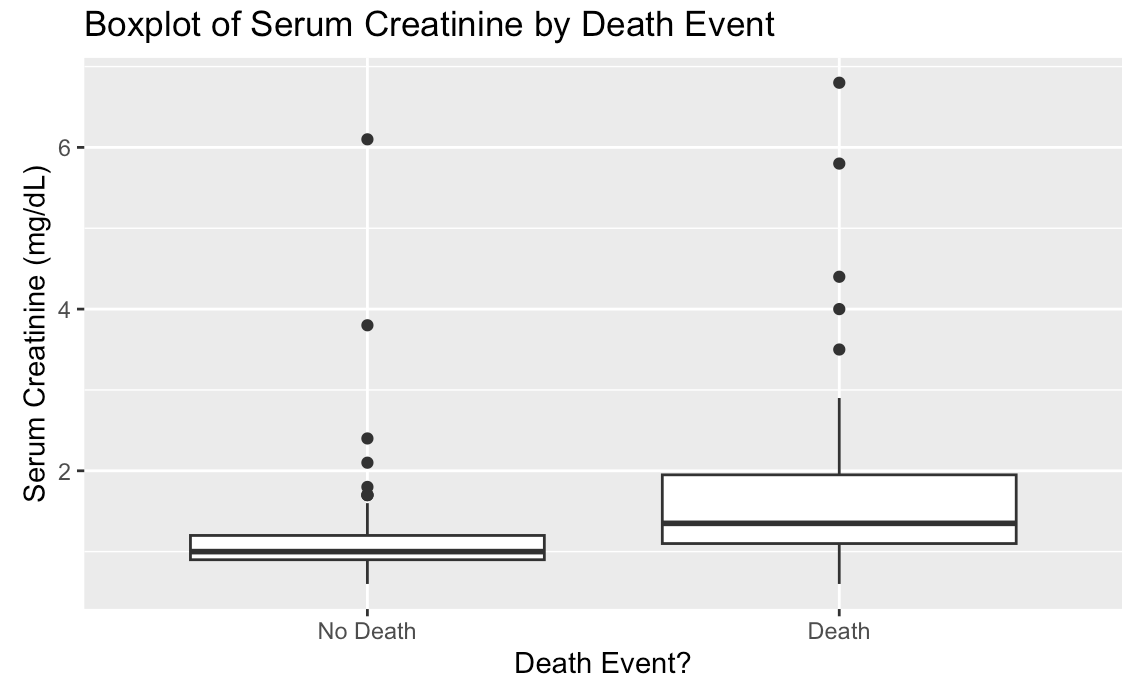 Boxplot of Serum Creatinine by Death Event
Serum Creatinine (mg/dL)
6
4
2
No Death
Death
Death Event?